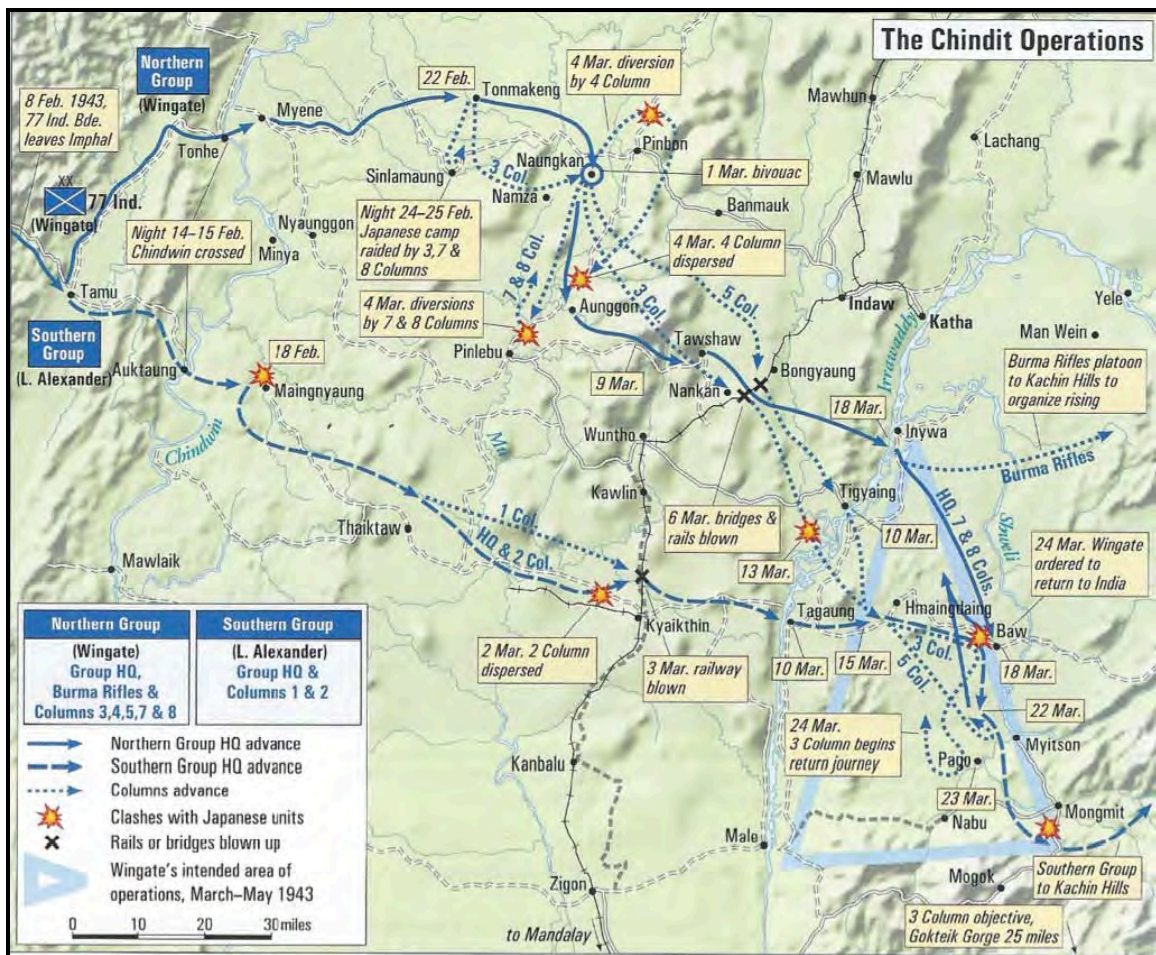 The Chindit Operations
Northern
Group
(Wingate)
8 Feb. 1943,
77 Ind. Bde.
leaves Imphal
22 Feb.
4 Mar. diversion
by 4 Column
Myene
Tonmakeng
Mawhun
Lachang
Tonhe
Pinbon
Naungkan
Sinlamaung
3 Col.
1 Mar. bivouac
Mawlu
XX
77 Ind.
(Wingate)
Night 14–15 Feb.
Chindwin crossed
Nyaunggon
Minya
Night 24–25 Feb.
Japanese camp
raided by 3,7 &
8 Columns
Namza
Banmauk
4 Mar. 4 Column
dispersed
Tamu
7 & 8 Col.
3 Col.
5 Col.
Aunggon
Indaw
Katha
Yele
Man Wein
4 Mar. diversions
by 7 & 8 Columns
Southern
Group
(L. Alexander)
Auktaung
18 Feb.
Maingnyaung
Pinlebu
Tawshaw
Irrawaddy
Burma Rifles platoon
to Kachin Hills to
organize rising
9 Mar.
Nankan
Bongyaung
18 Mar.
Inywa
Chindwin
Mu
Wuntho
Burma Rifles
Kawlin
Tigyaing
HQ, 7 & 8 Cols.
Shweli
1 Col.
HQ & 2 Col.
6 Mar. bridges &
rails blown
10 Mar.
24 Mar. Wingate
ordered to
return to India
Thaiktaw
13 Mar.
Mawlaik
Tagaung
Hmaingdaing
Baw
Kyaikthin
3 Col.
5 Col.
2 Mar. 2 Column
dispersed
3 Mar. railway
blown
10 Mar.
15 Mar.
18 Mar.
22 Mar.
24 Mar.
3 Column begins
return journey
Myitson
Pago
Kanbalu
23 Mar.
Mongmit
Nabu
Male
Mogok
Southern Group
to Kachin Hills
Zigon
to Mandalay
3 Column objective,
Gokteik Gorge 25 miles
Northern Group
(Wingate)
Group HQ,
Burma Rifles &
Columns 3,4,5,7 & 8
Southern Group
(L. Alexander)
Group HQ &
Columns 1 & 2
Northern Group HQ advance
Southern Group HQ advance
Columns advance
Clashes with Japanese units
Rails or bridges blown up
Wingate's intended area of
operations, March–May 1943
0 10 20 30 miles